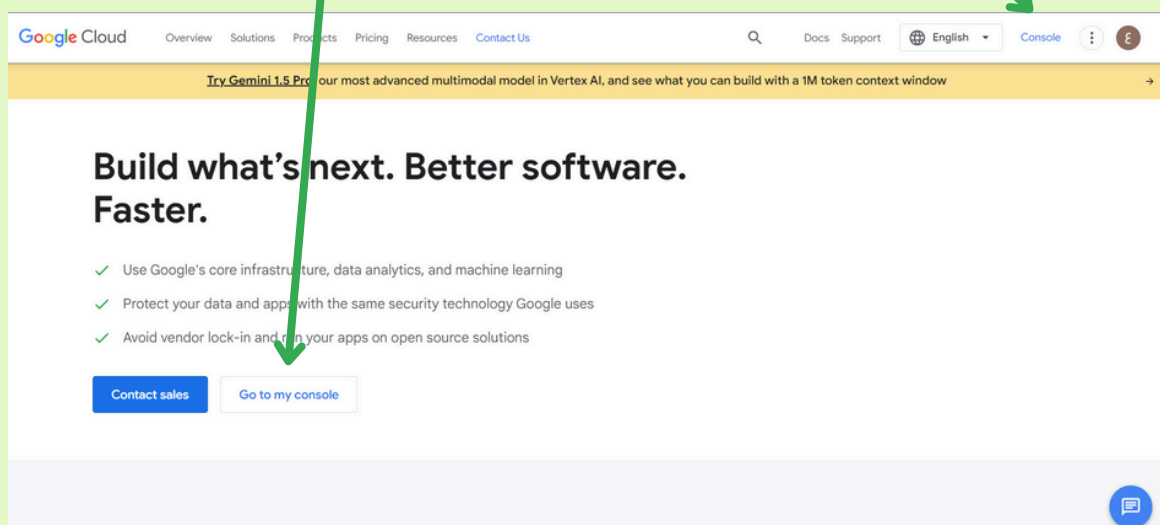 Google Cloud Overview Solutions Products Pricing Resources Contact Us Docs Support English Console ε
Try Gemini 1.5 Pro, our most advanced multimodal model in Vertex AI, and see what you can build with a 1M token context window →
Build what's next. Better software.
Faster.
Use Google's core infrastructure, data analytics, and machine learning
Protect your data and apps with the same security technology Google uses
Avoid vendor lock-in and run your apps on open source solutions
Contact sales Go to my console